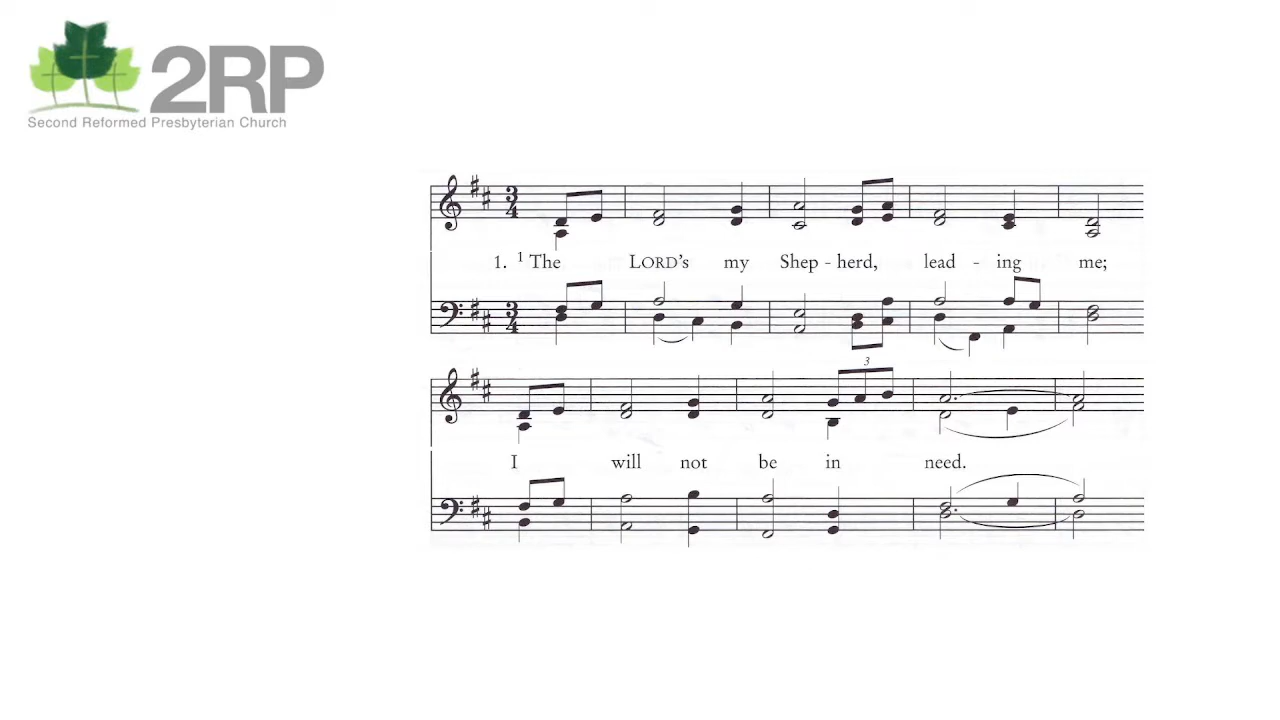 2RP
Second Reformed Presbyterian Church
3
4
1. 1 The LORD's my Shep - herd, lead - ing me;
3
4
3
I will not be in need.